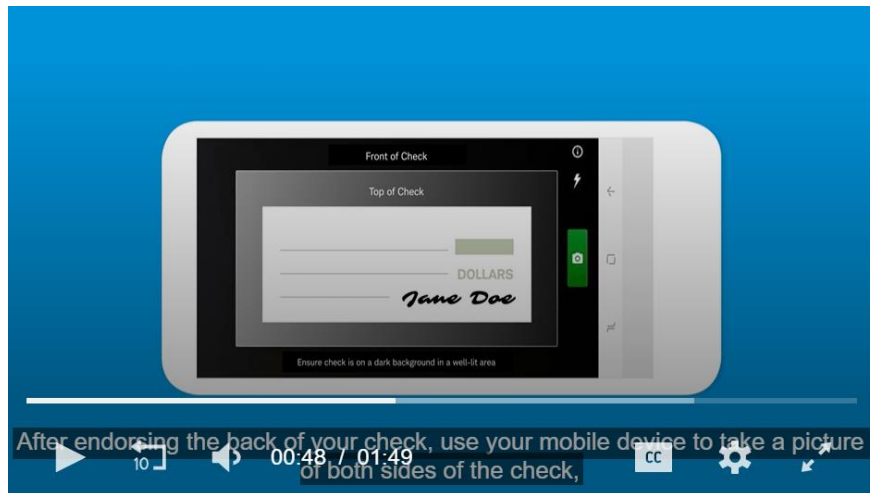 Front of Check
Top of Check
DOLLARS
Jane Doe
Ensure check is on a dark background in a well-lit area
After endorsing the back of your check, use your mobile device to take a picture
of both sides of the check,
10
00:48 / 01:49
CC